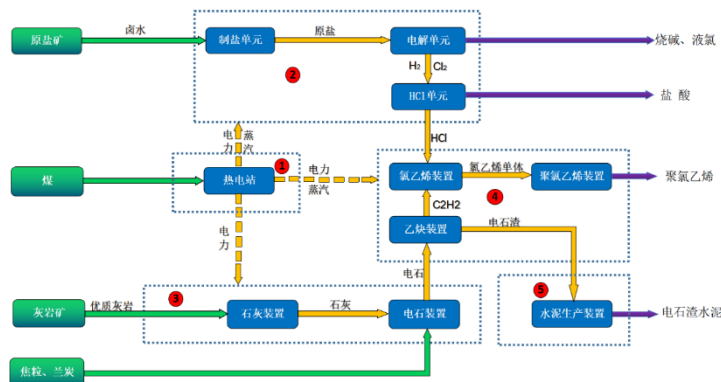 原盐矿
卤水
制盐单元
原盐
电解单元
烧碱、液氯
②
H₂
Cl₂
HCl单元
盐 酸
电力
蒸汽
HCl
①
煤
热电站
电力
蒸汽
氯乙烯装置
氯乙烯单体
聚氯乙烯装置
聚氯乙烯
④
C2H2
乙炔装置
电石渣
电力
电石
⑤
③
灰岩矿
优质灰岩
石灰装置
石灰
电石装置
水泥生产装置
电石渣水泥
焦粒、兰炭